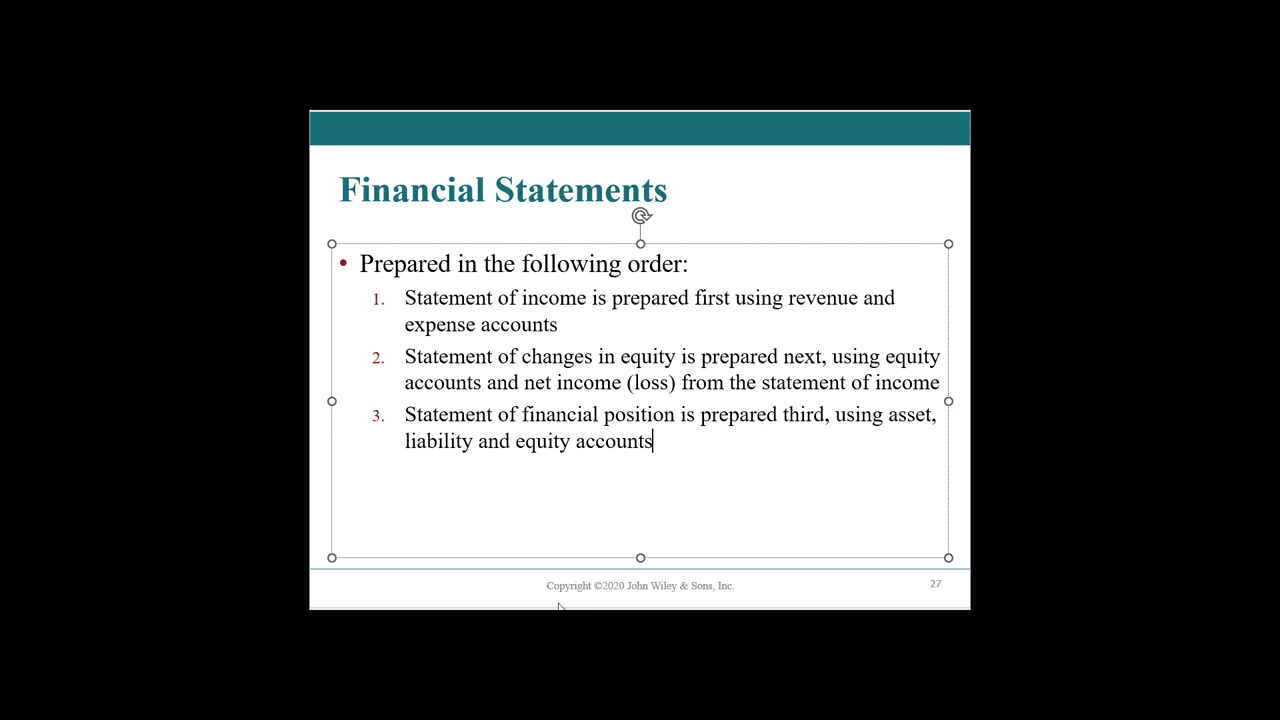 Financial Statements
• Prepared in the following order:
1. Statement of income is prepared first using revenue and
expense accounts
2. Statement of changes in equity is prepared next, using equity
accounts and net income (loss) from the statement of income
3. Statement of financial position is prepared third, using asset,
liability and equity accounts
Copyright ©2020 John Wiley & Sons, Inc.
27